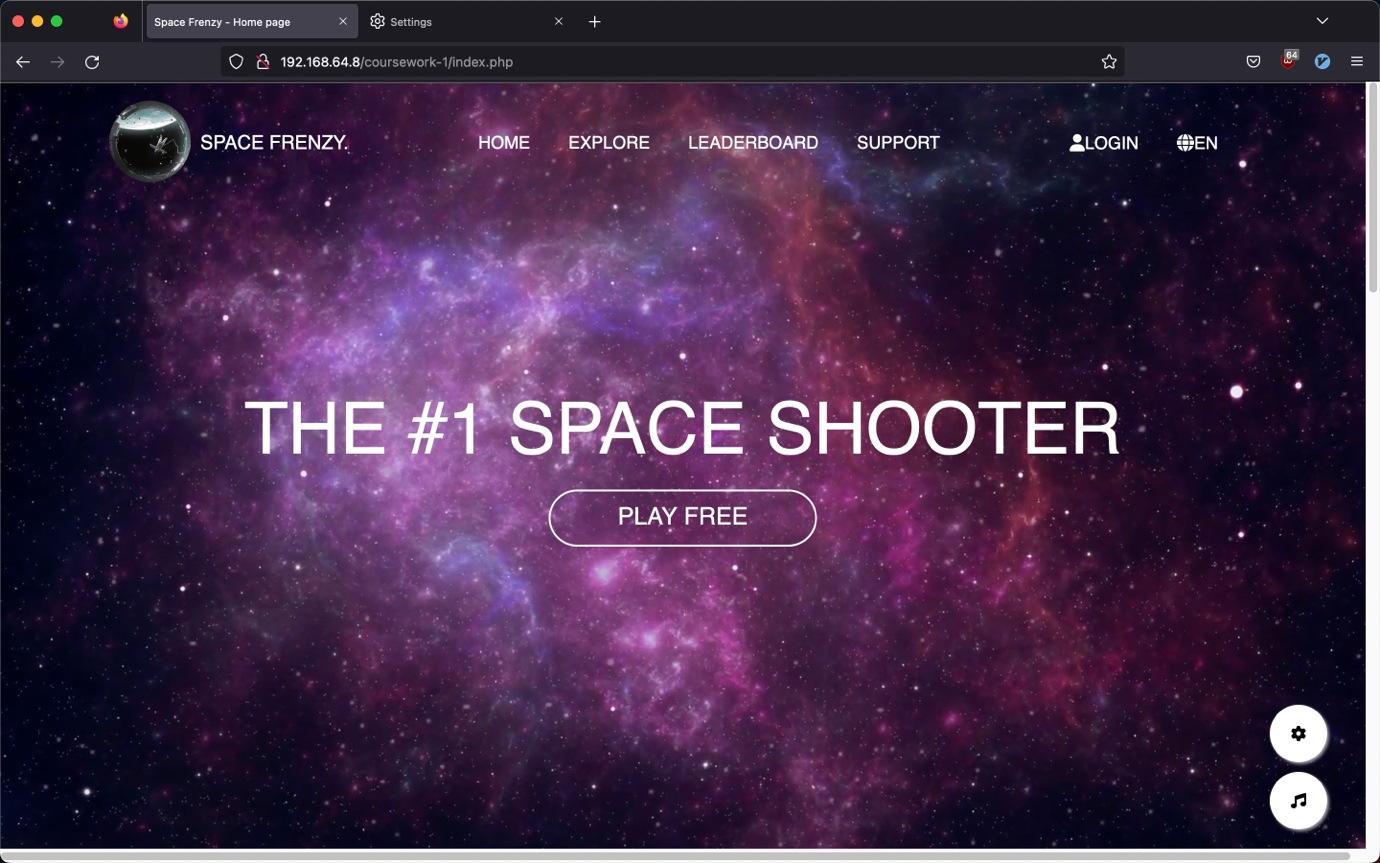 Space Frenzy - Home page
Settings
192.168.64.8/coursework-1/index.php
64
SPACE FRENZY.
HOME
EXPLORE
LEADERBOARD
SUPPORT
LOGIN
EN
THE #1 SPACE SHOOTER
PLAY FREE